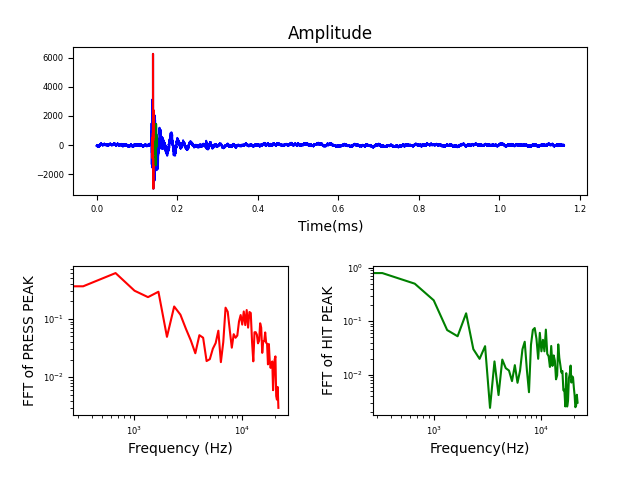 Amplitude
6000
4000
2000
0
−2000
0.0 0.2 0.4 0.6 0.8 1.0 1.2
Time(ms)
FFT of PRESS PEAK
10⁻¹
10⁻²
10³ 10⁴
Frequency (Hz)
FFT of HIT PEAK
10⁰
10⁻¹
10⁻²
10³ 10⁴
Frequency(Hz)